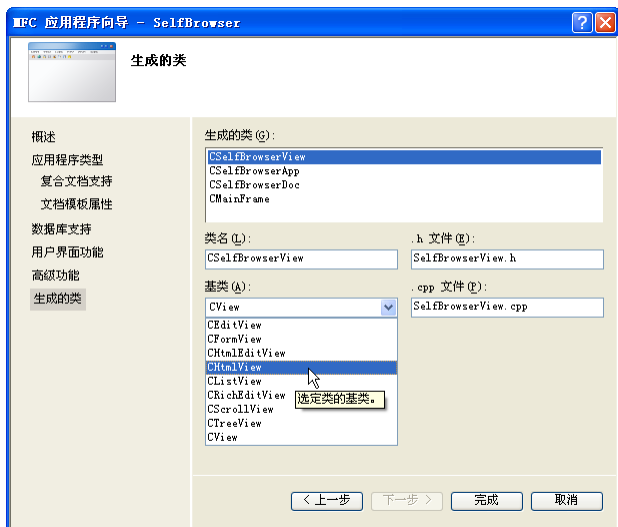 MFC 应用程序向导 - SelfBrowser
生成的类
概述
应用程序类型
复合文档支持
文档模板属性
数据库支持
用户界面功能
高级功能
生成的类
生成的类(G):
CSelfBrowserView
CSelfBrowserApp
CSelfBrowserDoc
CMainFrame
类名(L):
.h 文件(E):
CSelfBrowserView
SelfBrowserView.h
基类(A):
.cpp 文件(P):
CView
SelfBrowserView.cpp
CEditView
CFormView
CHtmlEditView
CHtmlView
CListView
CRichEditView
选定类的基类。
CScrollView
CTreeView
CView
< 上一步
下一步 >
完成
取消